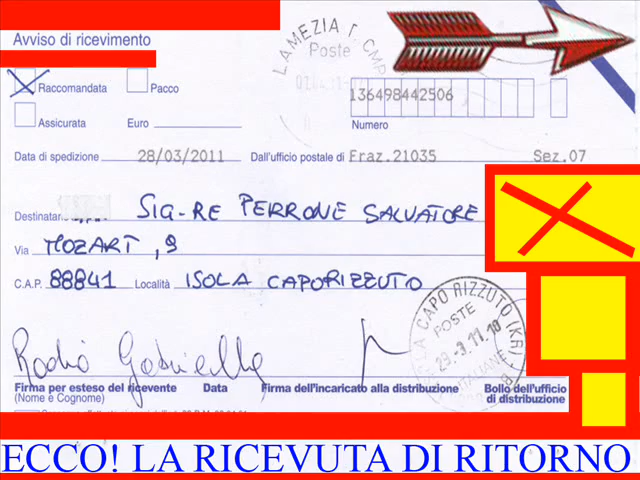 Avviso di ricevimento
LAMEZIA T. CMP
Poste
Raccomandata Pacco
136498442506
Assicurata Euro
Numero
Data di spedizione 28/03/2011 Dall'ufficio postale di Fraz.21035 Sez.07
SIG-RE PERRONE SALVATORE
Via MOZART, 9
C.A.P. 88841 Località ISOLA CAPORIZZUTO
CAPO RIZZUTO (KR)
POSTE
29-3.11.10
ITALIANE
Firma per esteso del ricevente Data Firma dell'incaricato alla distribuzione Bollo dell'ufficio
(Nome e Cognome) di distribuzione
ECCO! LA RICEVUTA DI RITORNO